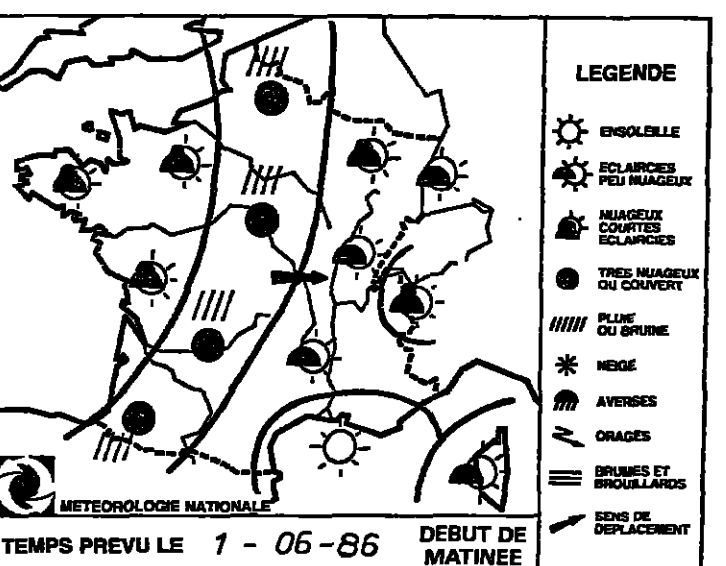 LEGENDE
ENSOLEILLE
ECLAIRCIES
PEU NUAGEUX
NUAGEUX
COURTES
ECLAIRCIES
TRES NUAGEUX
OU COUVERT
PLUIE
OU BRUINE
NEIGE
AVERSES
ORAGES
BRUMES ET
BROUILLARDS
SENS DE
DEPLACEMENT
METEOROLOGIE NATIONALE
TEMPS PREVU LE 1 - 06 - 86 DEBUT DE
MATINEE